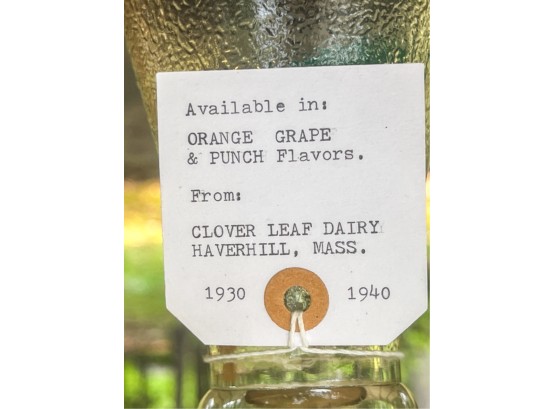 Available in:
ORANGE GRAPE
& PUNCH Flavors.
From:
CLOVER LEAF DAIRY
HAVERHILL, MASS.
1930 1940